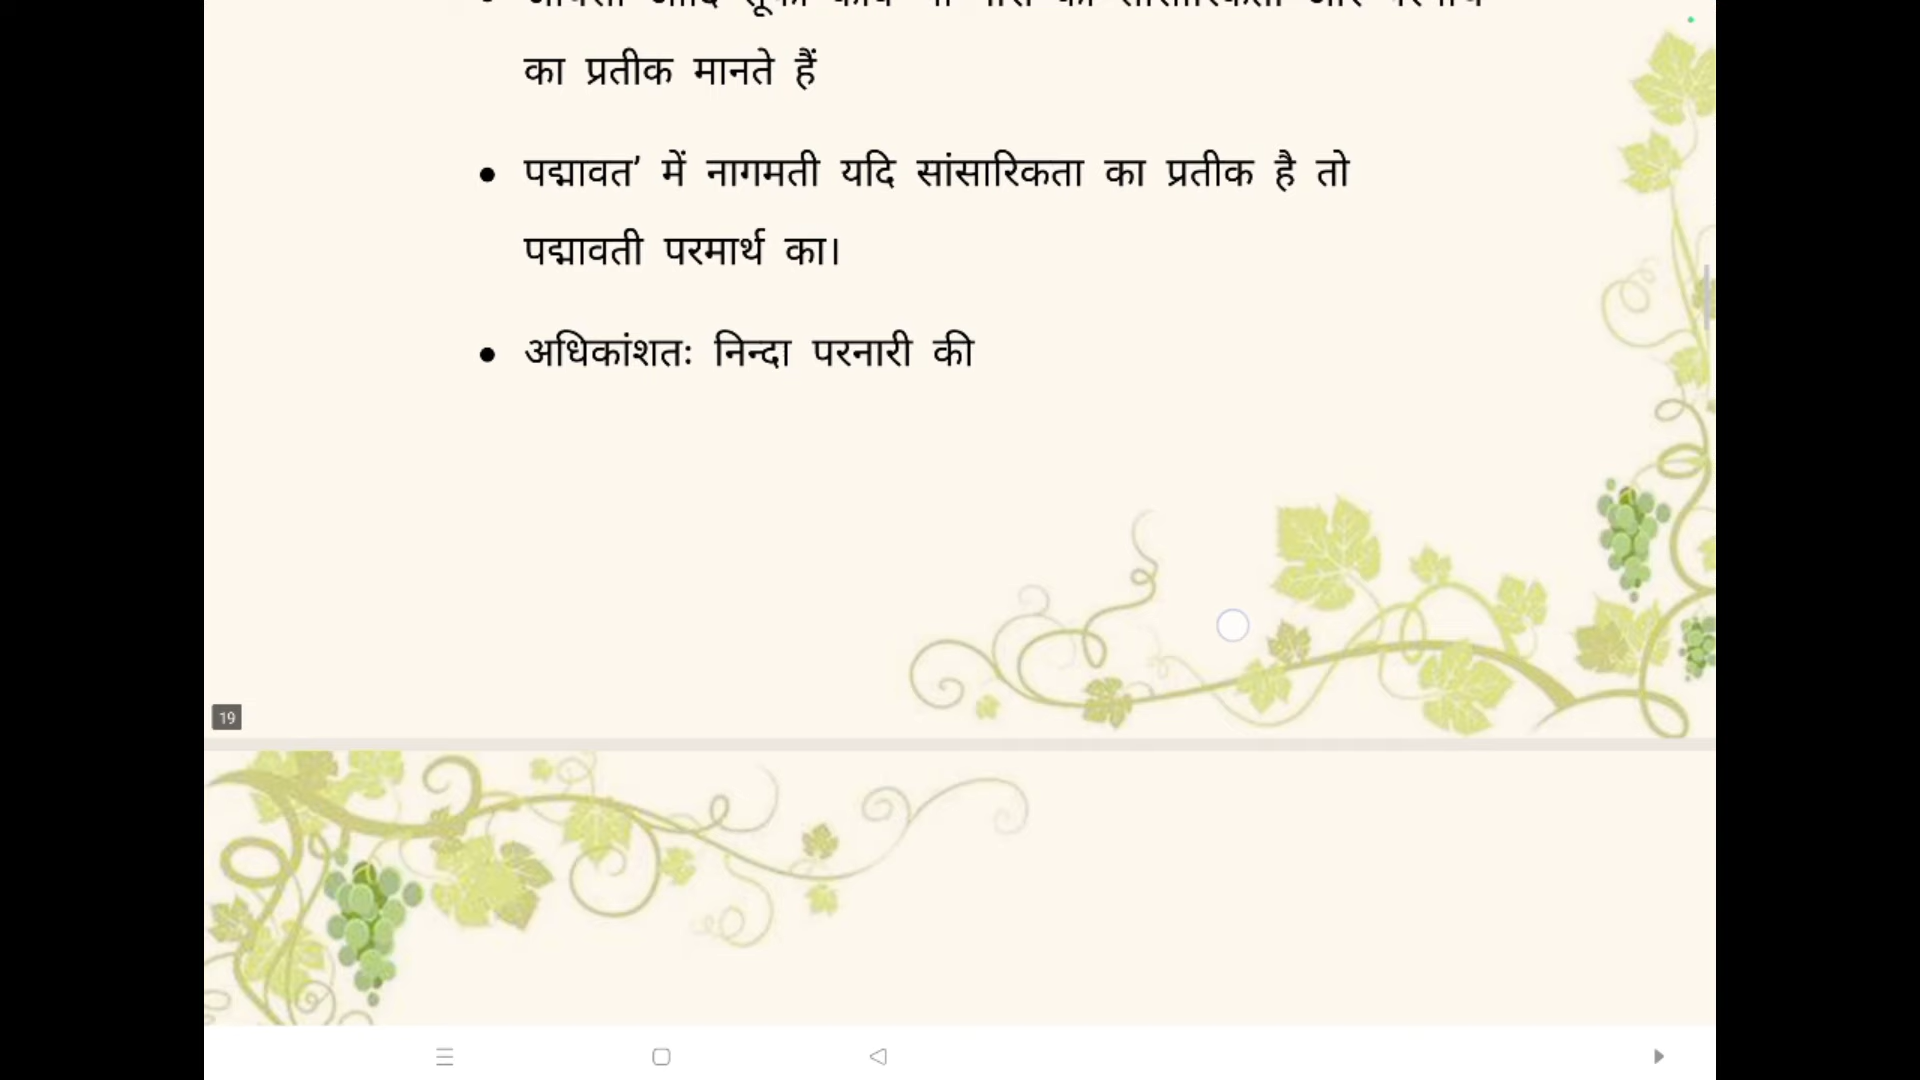 का प्रतीक मानते हैं
• पद्मावत’ में नागमती यदि सांसारिकता का प्रतीक है तो
पद्मावती परमार्थ का।
• अधिकांशतः निन्दा परनारी की
19